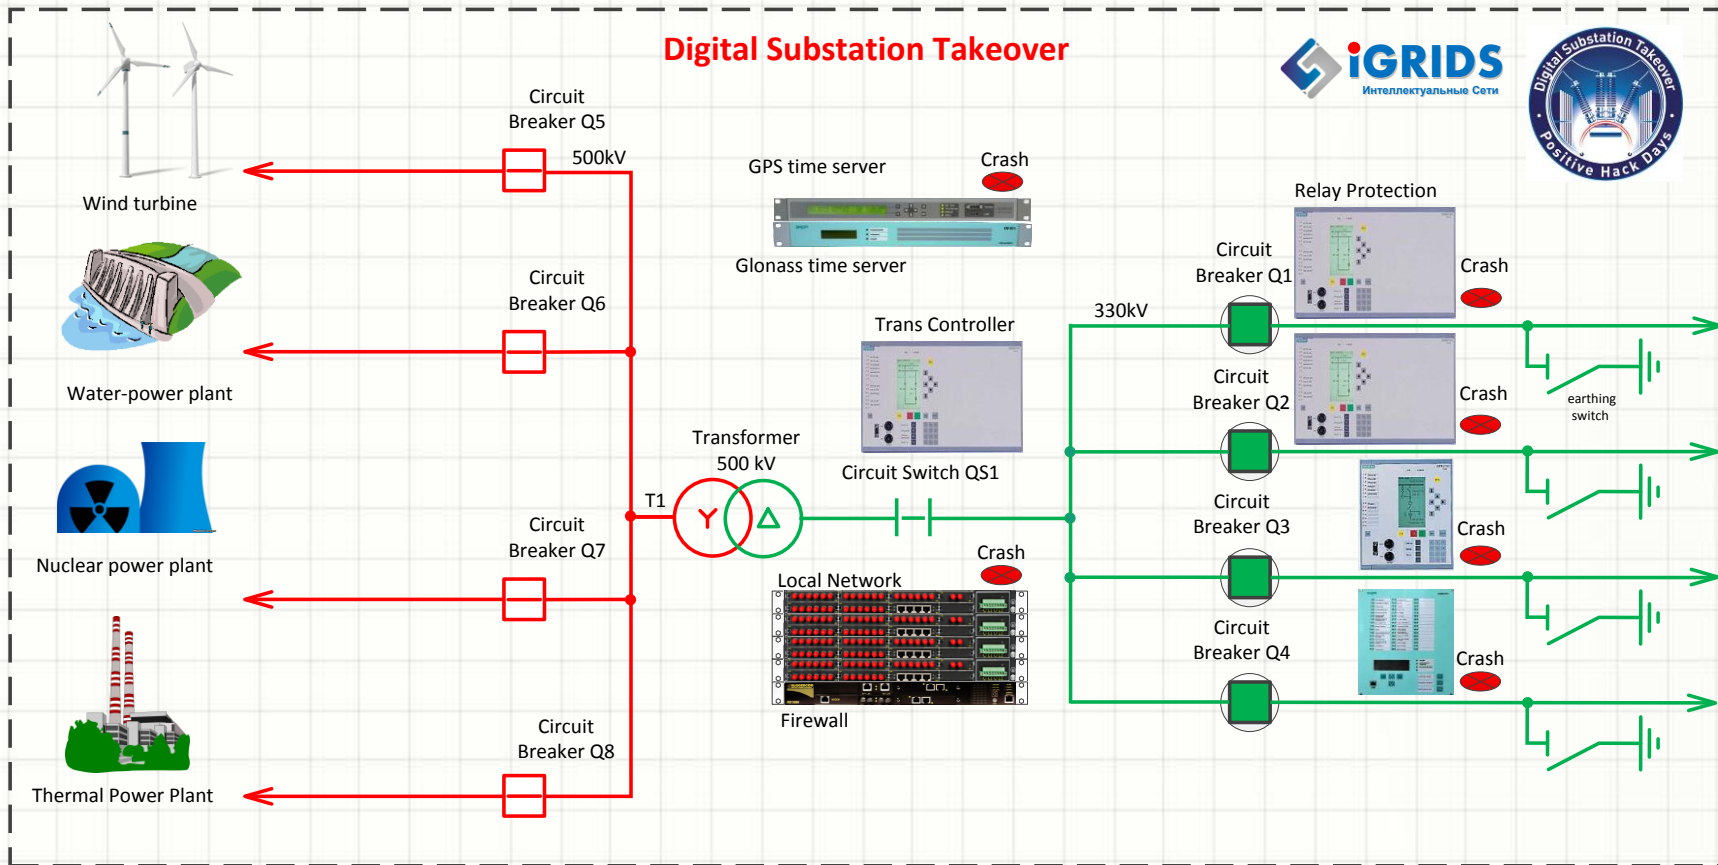 Digital Substation Takeover
iGRIDS
Интеллектуальные Сети
Digital Substation Takeover
Positive Hack Days
Wind turbine
Water-power plant
Nuclear power plant
Thermal Power Plant
Circuit
Breaker Q5
500kV
Circuit
Breaker Q6
Circuit
Breaker Q7
Circuit
Breaker Q8
T1
Transformer
500 kV
GPS time server
Crash
Glonass time server
Trans Controller
Circuit Switch QS1
Crash
Local Network
Firewall
330kV
Relay Protection
Circuit
Breaker Q1
Crash
Circuit
Breaker Q2
Crash
earthing
switch
Circuit
Breaker Q3
Crash
Circuit
Breaker Q4
Crash